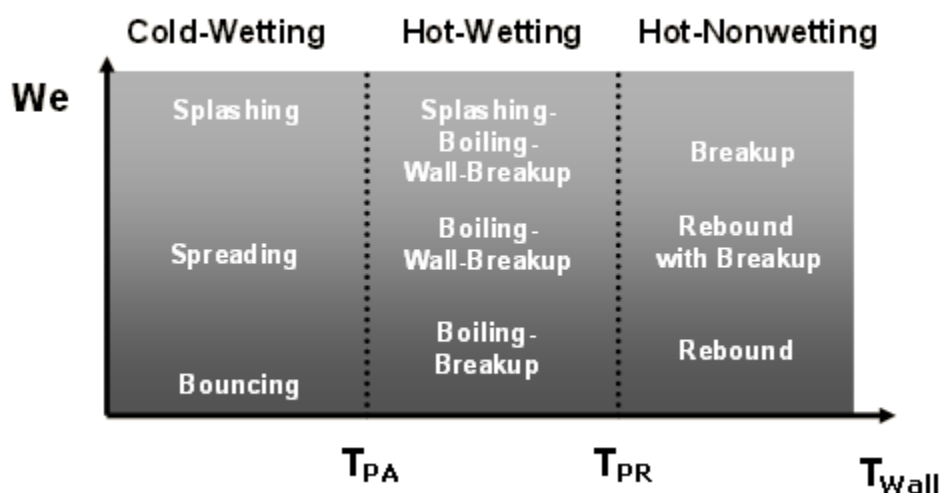 Cold-Wetting Hot-Wetting Hot-Nonwetting
We
Splashing
Splashing-
Boiling-
Wall-Breakup
Breakup
Spreading
Boiling-
Wall-Breakup
Rebound
with Breakup
Bouncing
Boiling-
Breakup
Rebound
TPA TPR TWall